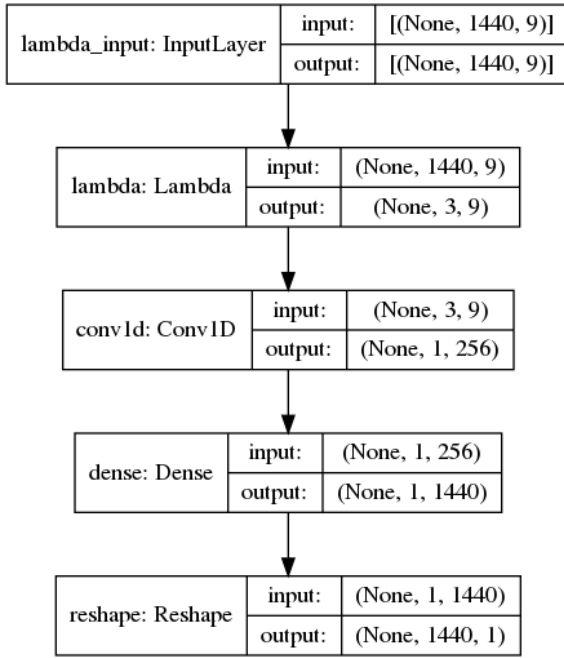 lambda_input: InputLayer
input: [(None, 1440, 9)]
output: [(None, 1440, 9)]
lambda: Lambda
input: (None, 1440, 9)
output: (None, 3, 9)
conv1d: Conv1D
input: (None, 3, 9)
output: (None, 1, 256)
dense: Dense
input: (None, 1, 256)
output: (None, 1, 1440)
reshape: Reshape
input: (None, 1, 1440)
output: (None, 1440, 1)